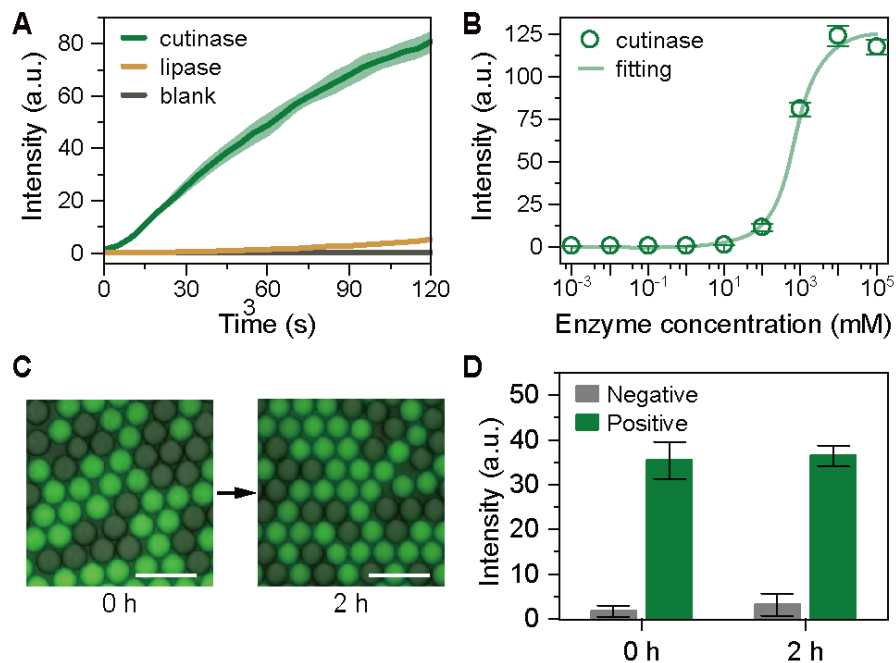 A
80
60
40
20
0
Intensity (a.u.)
cutinase
lipase
blank
0
30
60
90
120
3
Time (s)
B
125
100
75
50
25
0
Intensity (a.u.)
cutinase
fitting
10-3
10-1
101
103
105
Enzyme concentration (mM)
C
0 h
2 h
D
50
40
30
20
10
0
Intensity (a.u.)
Negative
Positive
0 h
2 h